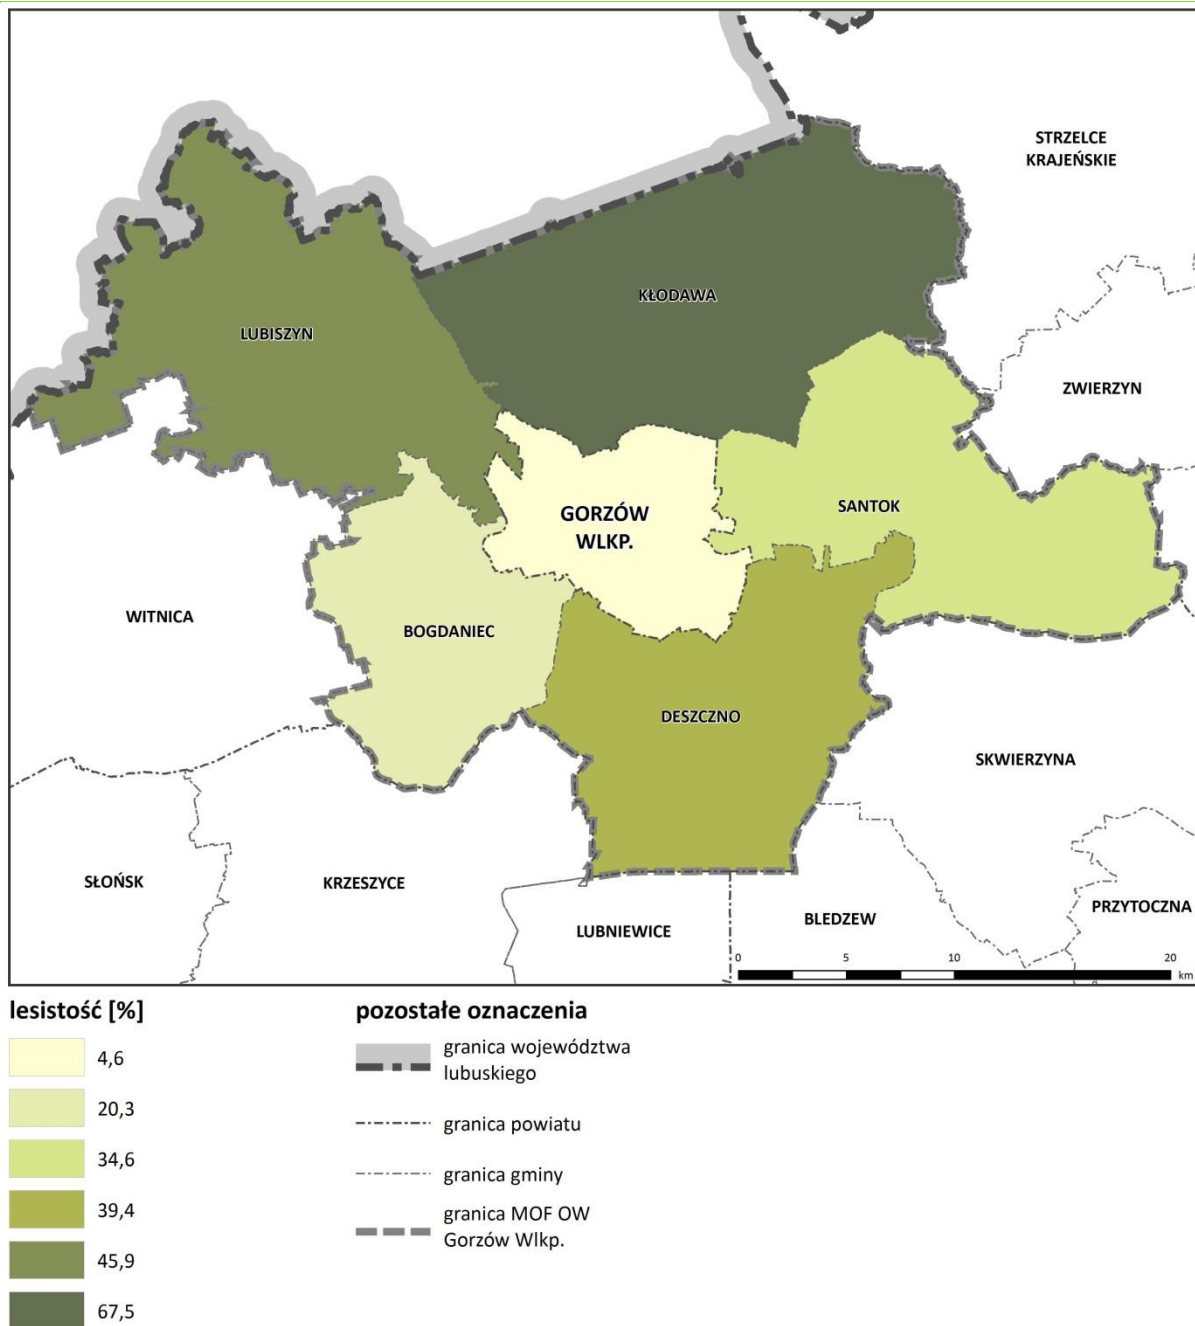 STRZELCE
KRAJEŃSKIE
KŁODAWA
LUBISZYN
ZWIERZYN
SANTOK
GORZÓW
WLKP.
WITNICA
BOGDANIEC
DESZCZNO
SKWIERZYNA
SŁOŃSK
KRZESZYCE
PRZYTOCZNA
BLEDZEW
LUBNIEWICE
0 5 10 20
km
lesistość [%]
4,6
20,3
34,6
39,4
45,9
67,5
pozostałe oznaczenia
granica województwa
lubuskiego
granica powiatu
granica gminy
granica MOF OW
Gorzów Wlkp.